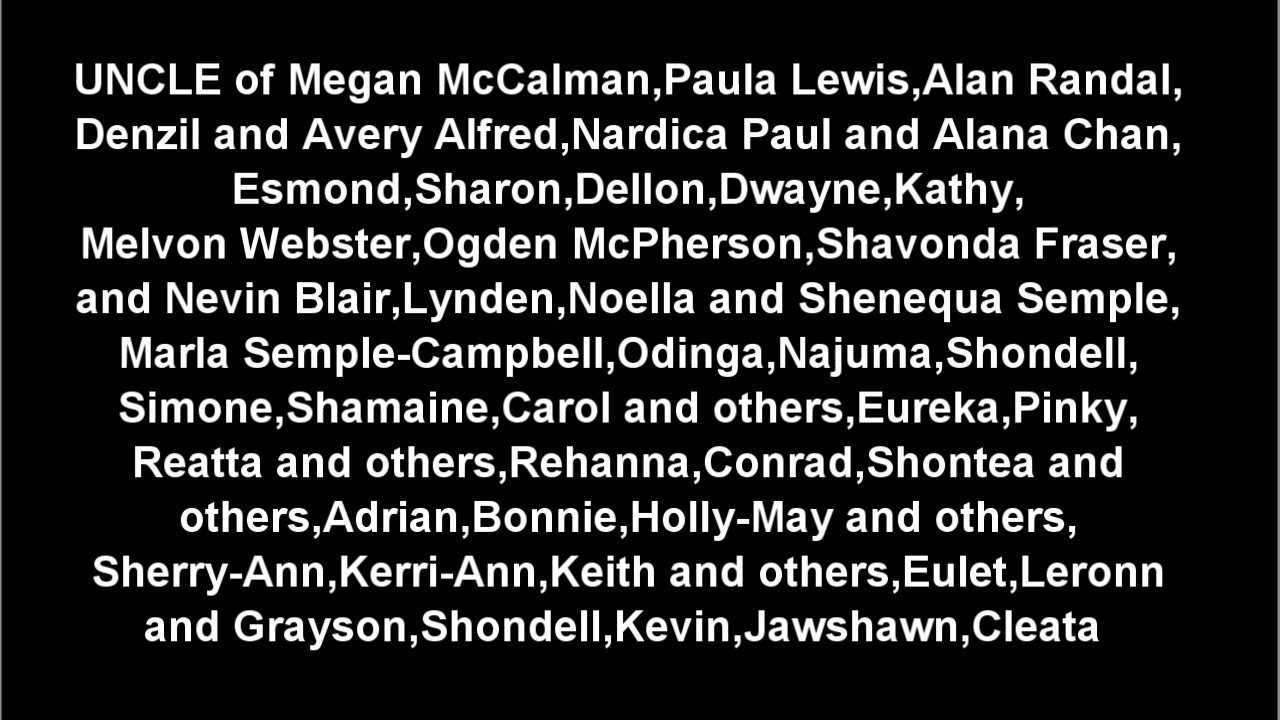 UNCLE of Megan McCalman,Paula Lewis,Alan Randal,
Denzil and Avery Alfred,Nardica Paul and Alana Chan,
Esmond,Sharon,Dellon,Dwayne,Kathy,
Melvon Webster,Ogden McPherson,Shavonda Fraser,
and Nevin Blair,Lynden,Noella and Shenequa Semple,
Marla Semple-Campbell,Odinga,Najuma,Shondell,
Simone,Shamaine,Carol and others,Eureka,Pinky,
Reatta and others,Rehanna,Conrad,Shontea and
others,Adrian,Bonnie,Holly-May and others,
Sherry-Ann,Kerri-Ann,Keith and others,Eulet,Leronn
and Grayson,Shondell,Kevin,Jawshawn,Cleata